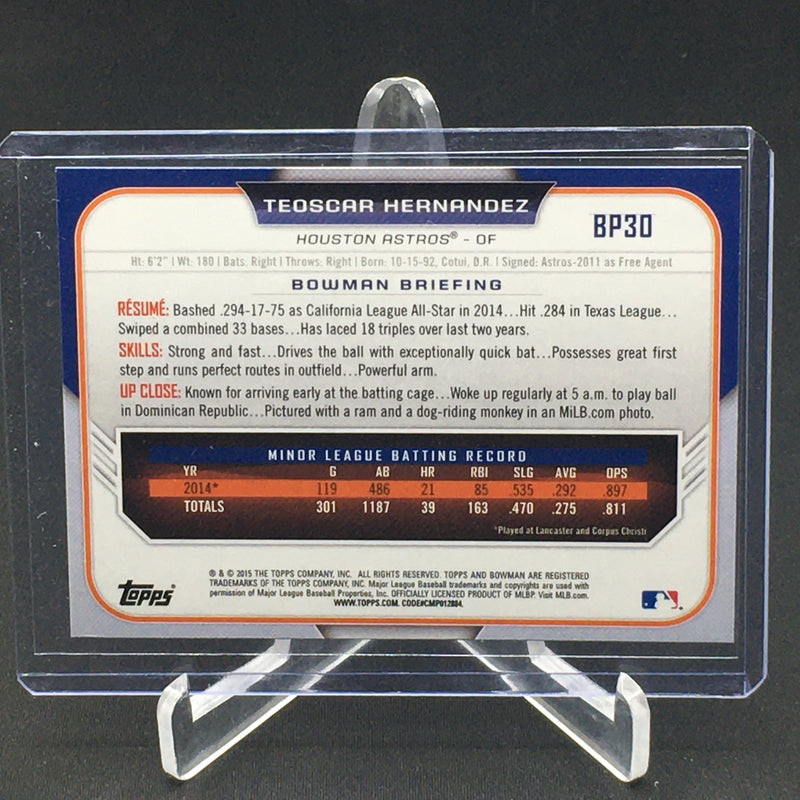 TEOSCAR HERNANDEZ
BP30
HOUSTON ASTROS® - OF
Ht: 6'2" | Wt: 180 | Bats: Right | Throws: Right | Born: 10-15-92, Cotui, D.R. | Signed: Astros-2011 as Free Agent
BOWMAN BRIEFING
RÉSUMÉ: Bashed .294-17-75 as California League All-Star in 2014...Hit .284 in Texas League...
Swiped a combined 33 bases...Has laced 18 triples over last two years.
SKILLS: Strong and fast...Drives the ball with exceptionally quick bat...Possesses great first
step and runs perfect routes in outfield...Powerful arm.
UP CLOSE: Known for arriving early at the batting cage...Woke up regularly at 5 a.m. to play ball
in Dominican Republic...Pictured with a ram and a dog-riding monkey in an MiLB.com photo.
MINOR LEAGUE BATTING RECORD
YR G AB HR RBI SLG AVG OPS
2014* 119 486 21 85 .535 .292 .897
TOTALS 301 1187 39 163 .470 .275 .811
*Played at Lancaster and Corpus Christi
® & © 2015 THE TOPPS COMPANY, INC. ALL RIGHTS RESERVED. TOPPS AND BOWMAN ARE REGISTERED
TRADEMARKS OF THE TOPPS COMPANY, INC. Major League Baseball trademarks and copyrights are used with
permission of Major League Baseball Properties, Inc. OFFICIALLY LICENSED PRODUCT OF MLBP. Visit MLB.com.
WWW.TOPPS.COM. CODE#CMP012884.
TOPPS®